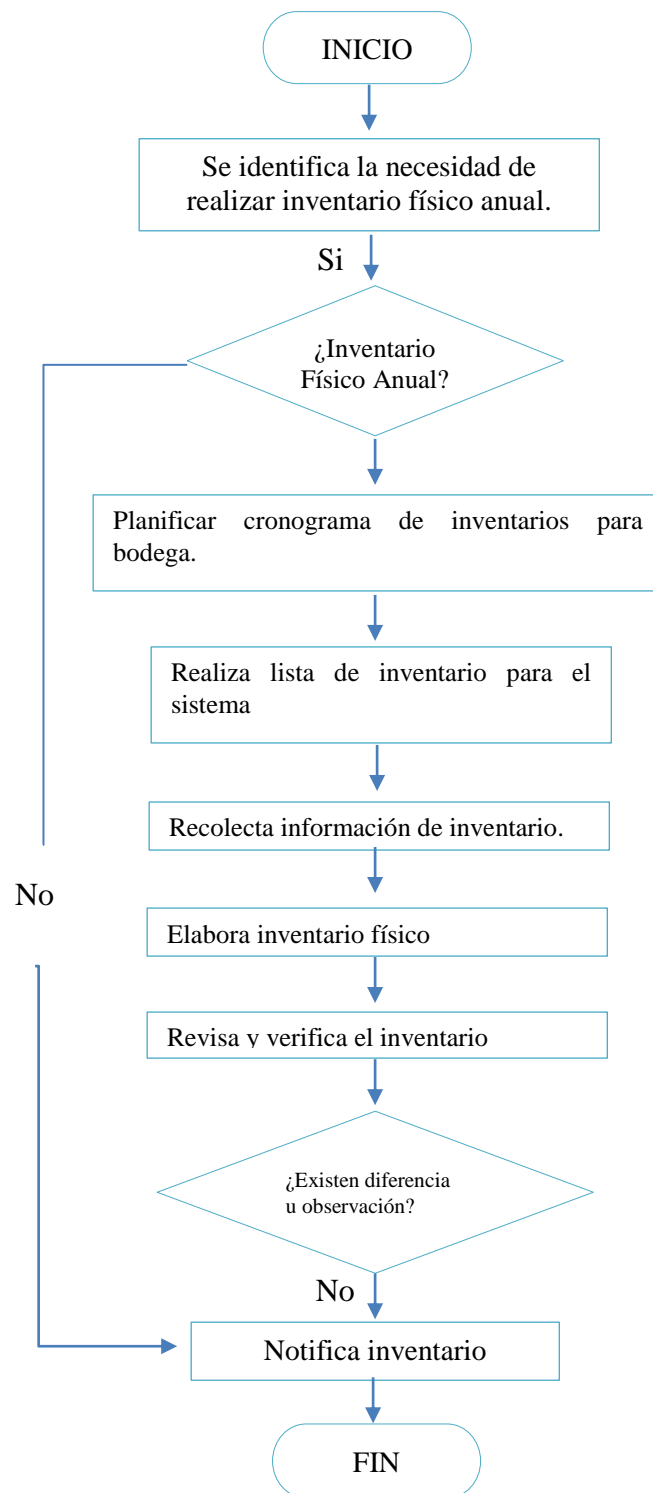 INICIO
Se identifica la necesidad de
realizar inventario físico anual.
Si
¿Inventario
Físico Anual?
Planificar cronograma de inventarios para
bodega.
Realiza lista de inventario para el
sistema
Recolecta información de inventario.
No
Elabora inventario físico
Revisa y verifica el inventario
¿Existen diferencia
u observación?
No
Notifica inventario
FIN